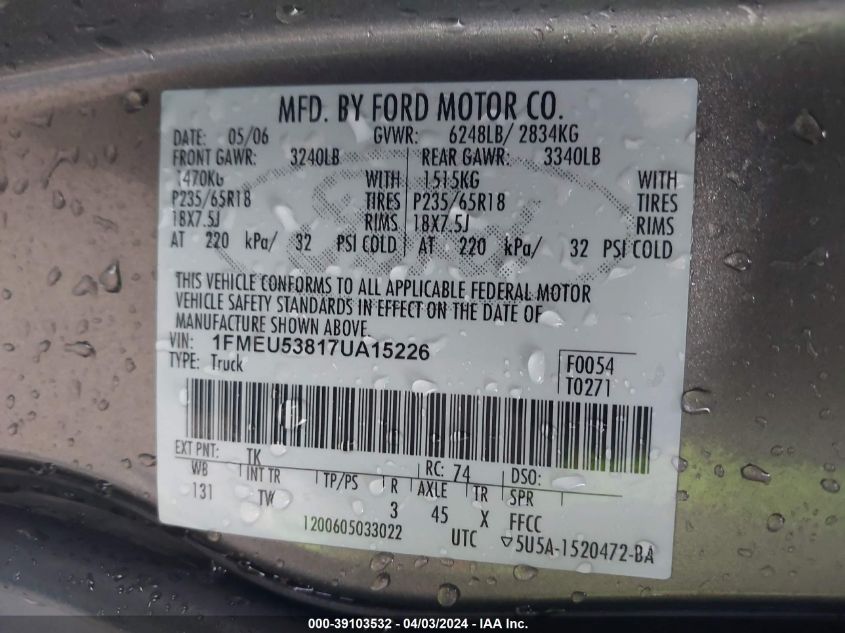 MFD. BY FORD MOTOR CO.
DATE: 05/06 GVWR: 6248LB/ 2834KG
FRONT GAWR: 3240LB REAR GAWR: 3340LB
1470KG WITH 1515KG WITH
P235/65R18 TIRES P235/65R18 TIRES
18X7.5J RIMS 18X7.5J RIMS
AT 220 kPa/ 32 PSI COLD AT 220 kPa/ 32 PSI COLD
THIS VEHICLE CONFORMS TO ALL APPLICABLE FEDERAL MOTOR
VEHICLE SAFETY STANDARDS IN EFFECT ON THE DATE OF
MANUFACTURE SHOWN ABOVE.
VIN: 1FMEU53817UA15226
TYPE: Truck
F0054
T0271
EXT PNT: TK RC: 74 DSO:
WB INT TR TP/PS R AXLE TR SPR
131 TW 3 45 X FFCC
1200605033022 UTC ▽5U5A-1520472-BA
000-39103532 - 04/03/2024 - IAAI.com